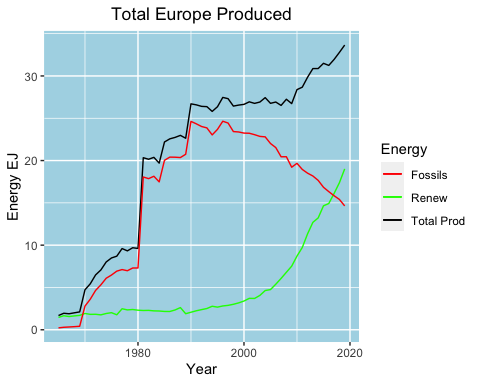 Total Europe Produced
Energy EJ
30
20
10
0
1980
2000
2020
Year
Energy
Fossils
Renew
Total Prod